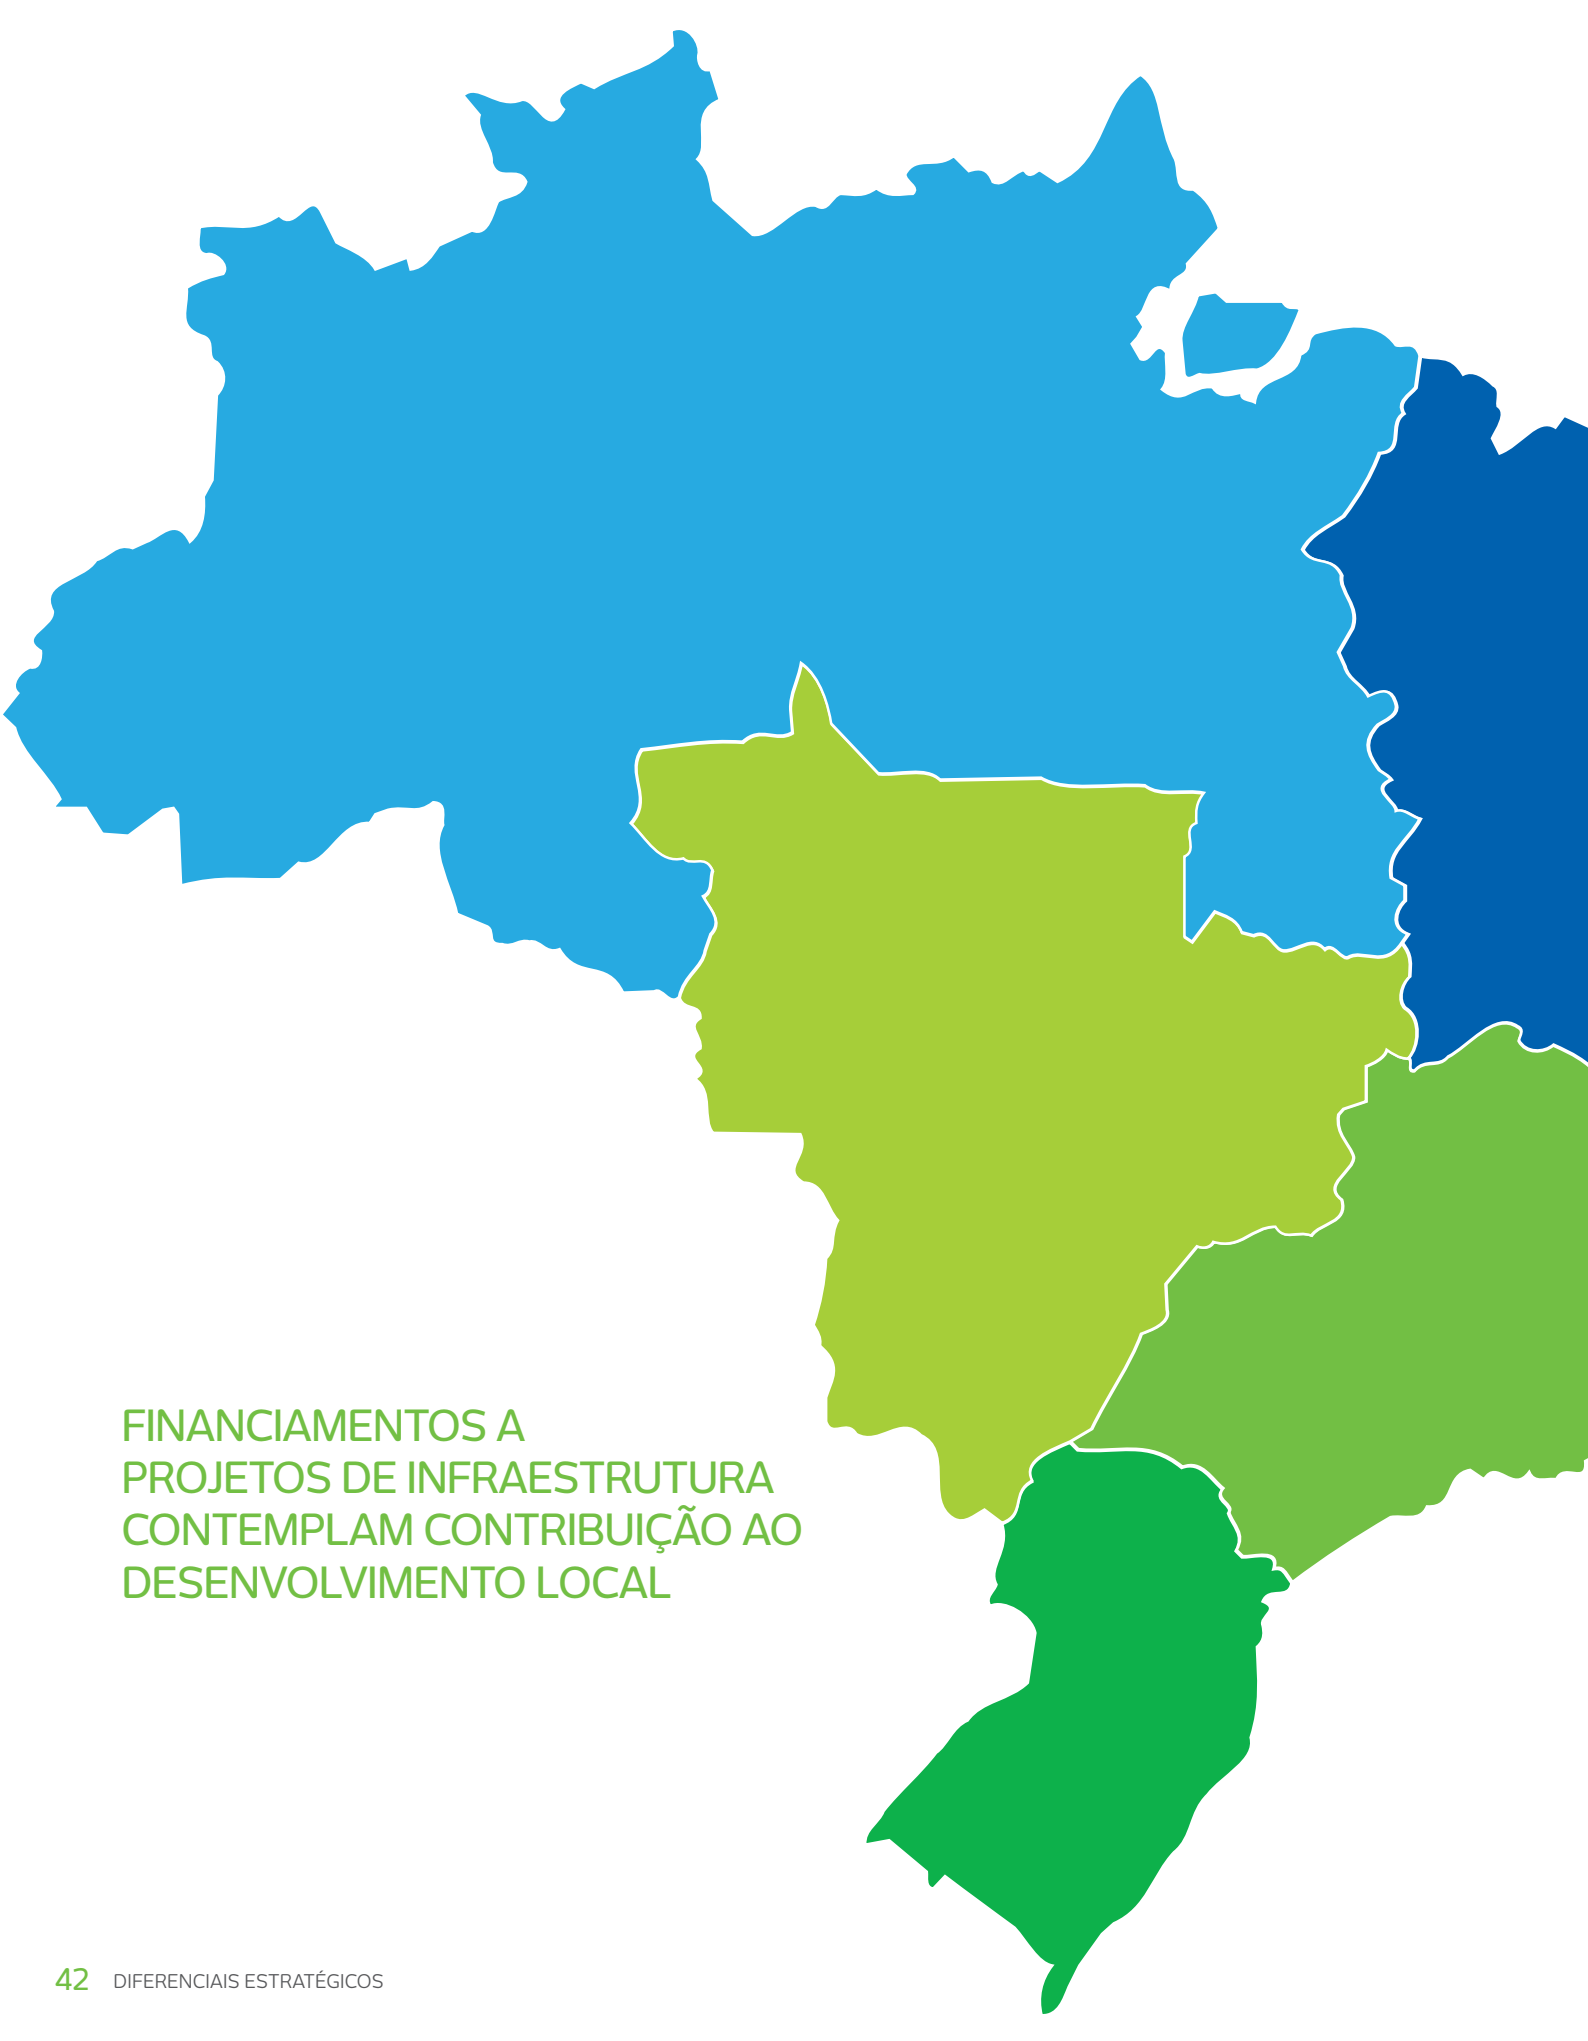 FINANCIAMENTOS A
PROJETOS DE INFRAESTRUTURA
CONTEMPLAM CONTRIBUIÇÃO AO
DESENVOLVIMENTO LOCAL
42 DIFERENCIAIS ESTRATÉGICOS